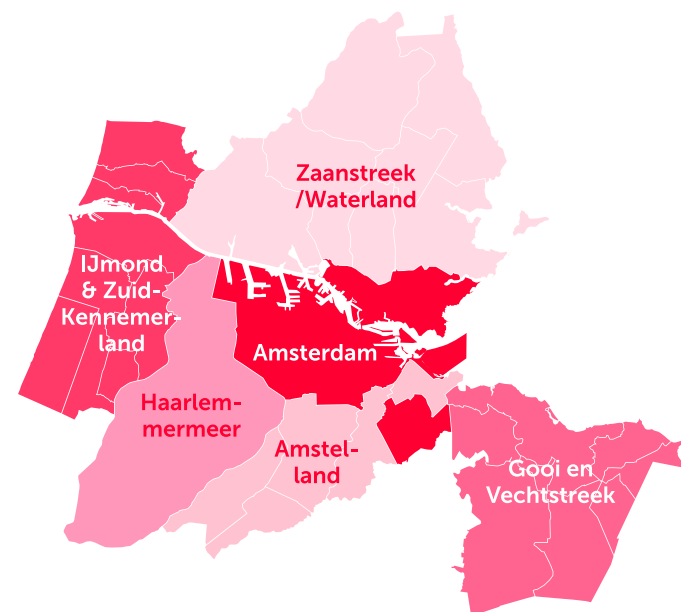 Zaanstreek
/Waterland
IJmond
& Zuid-
Kennemer-
land
Amsterdam
Haarlem-
mermeer
Amstel-
land
Gooi en
Vechtstreek